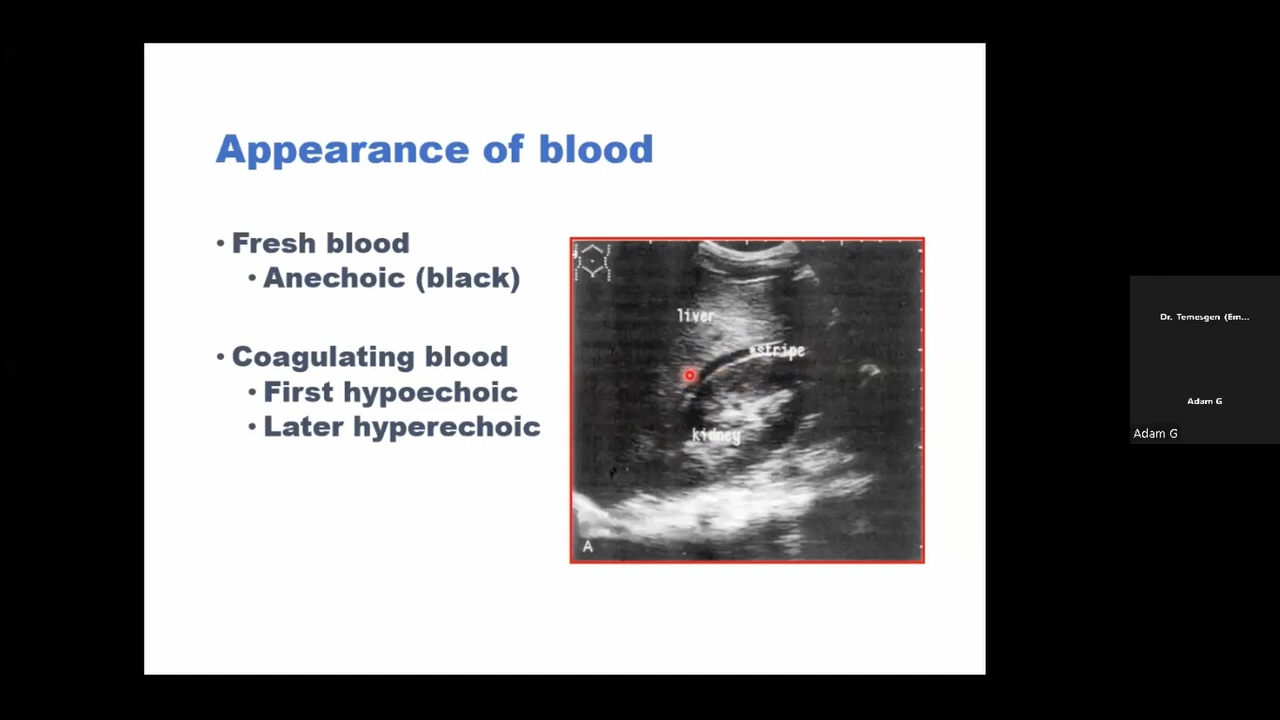 Appearance of blood
• Fresh blood
• Anechoic (black)
• Coagulating blood
• First hypoechoic
• Later hyperechoic
liver
stripe
kidney
A
Dr. Temesgen (Em...
Adam G
Adam G